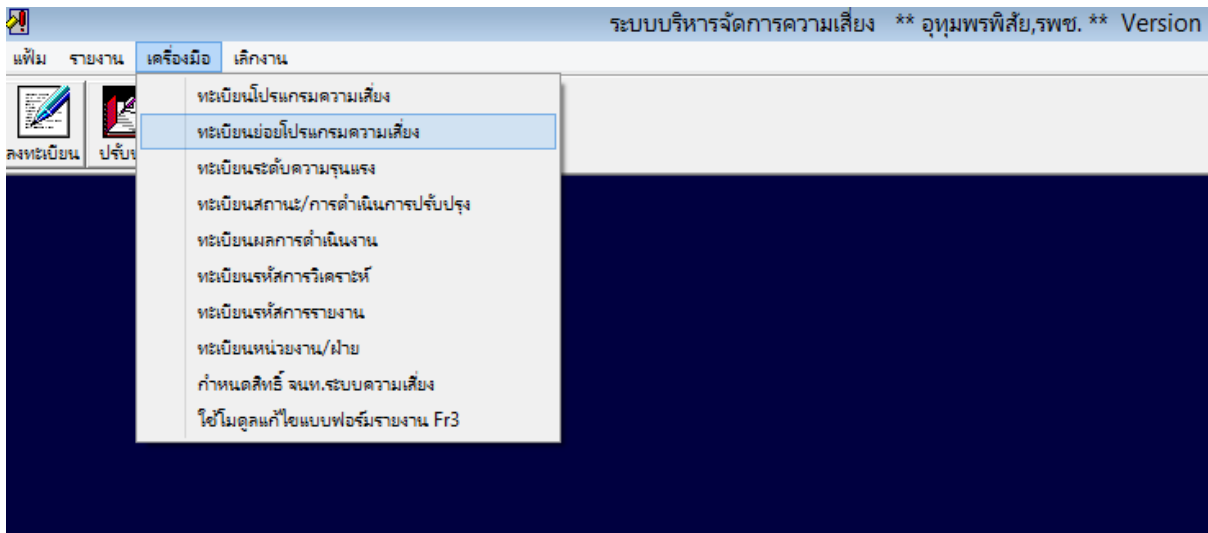 ระบบบริหารจัดการความเสี่ยง ** อุทุมพรพิสัย,รพช. ** Version
แฟ้ม รายงาน เครื่องมือ เลิกงาน
ลงทะเบียน
ทะเบียนโปรแกรมความเสี่ยง
ทะเบียนย่อยโปรแกรมความเสี่ยง
ทะเบียนระดับความรุนแรง
ทะเบียนสถานะ/การดำเนินการปรับปรุง
ทะเบียนผลการดำเนินงาน
ทะเบียนรหัสการวิเคราะห์
ทะเบียนรหัสการรายงาน
ทะเบียนหน่วยงาน/ฝ่าย
กำหนดสิทธิ์ จนท.ระบบความเสี่ยง
ใช้โมดูลแก้ไขแบบฟอร์มรายงาน Fr3